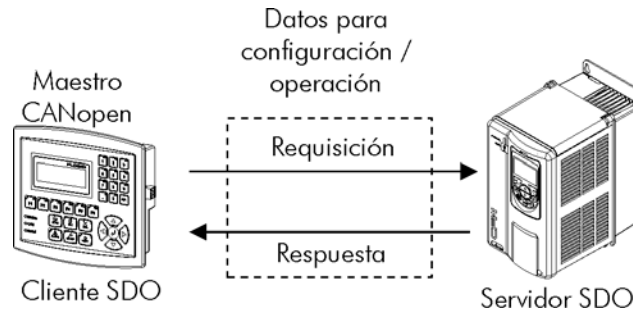 Datos para
configuración /
operación
Maestro
CANopen
Requisición
Respuesta
Cliente SDO
Servidor SDO